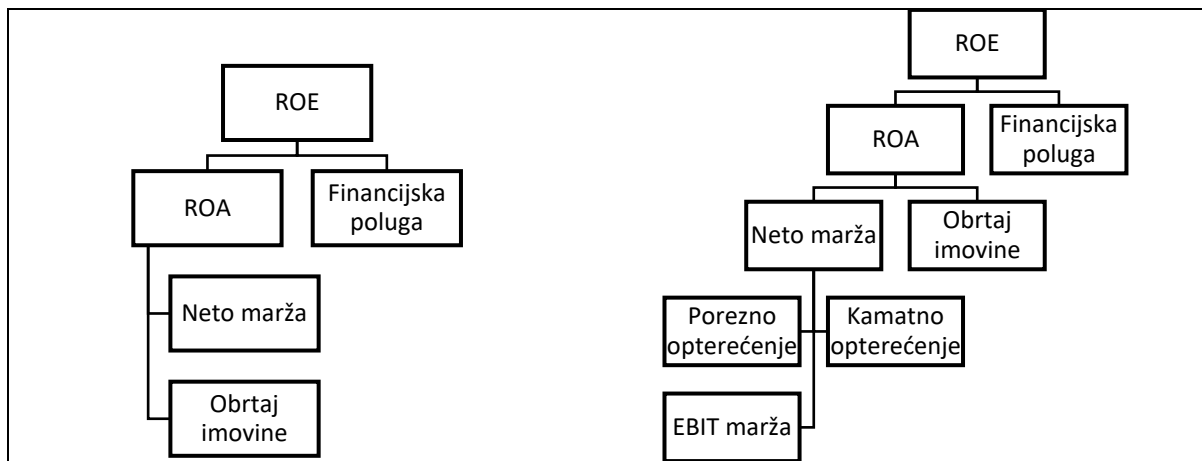 ROE
ROA
Financijska
poluga
Neto marža
Obrtaj
imovine
ROE
ROA
Financijska
poluga
Neto marža
Obrtaj
imovine
Porezno
opterećenje
Kamatno
opterećenje
EBIT marža